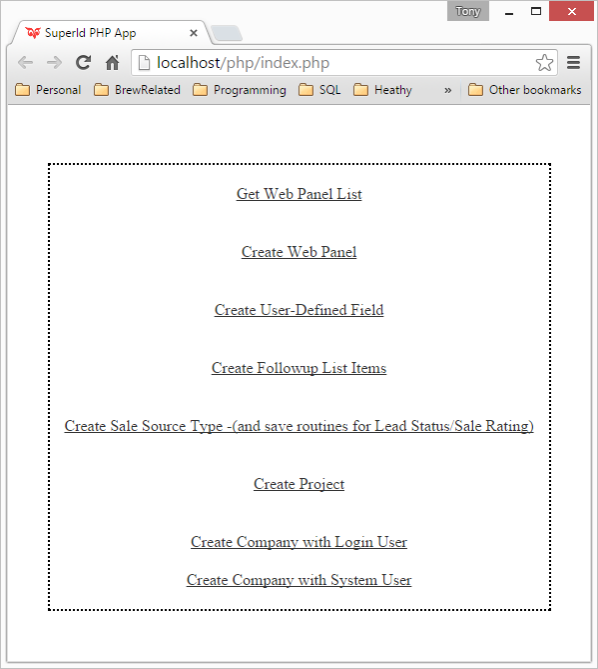 Tony
SuperId PHP App
localhost/php/index.php
Personal BrewRelated Programming SQL Heathy » Other bookmarks
Get Web Panel List
Create Web Panel
Create User-Defined Field
Create Followup List Items
Create Sale Source Type -(and save routines for Lead Status/Sale Rating)
Create Project
Create Company with Login User
Create Company with System User